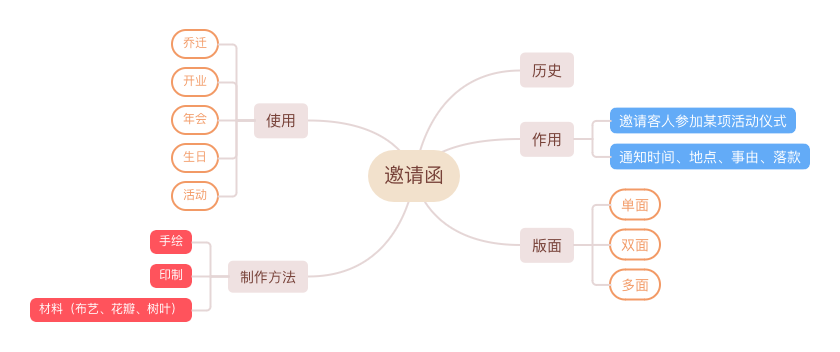 邀请函
历史
作用
邀请客人参加某项活动仪式
通知时间、地点、事由、落款
版面
单面
双面
多面
使用
乔迁
开业
年会
生日
活动
制作方法
手绘
印制
材料（布艺、花瓣、树叶）